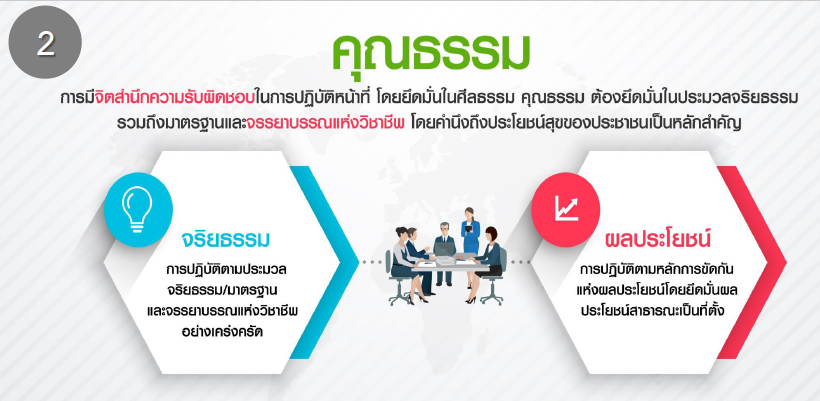 2
คุณธรรม
การมีจิตสำนึกความรับผิดชอบในการปฏิบัติหน้าที่ โดยยึดมั่นในศีลธรรม คุณธรรม ต้องยึดมั่นในประมวลจริยธรรม
รวมถึงมาตรฐานและจรรยาบรรณแห่งวิชาชีพ โดยคำนึงถึงประโยชน์สุขของประชาชนเป็นหลักสำคัญ
จริยธรรม
การปฏิบัติตามประมวล
จริยธรรม/มาตรฐาน
และจรรยาบรรณแห่งวิชาชีพ
อย่างเคร่งครัด
ผลประโยชน์
การปฏิบัติตามหลักการขัดกัน
แห่งผลประโยชน์โดยยึดมั่นผล
ประโยชน์สาธารณะเป็นที่ตั้ง